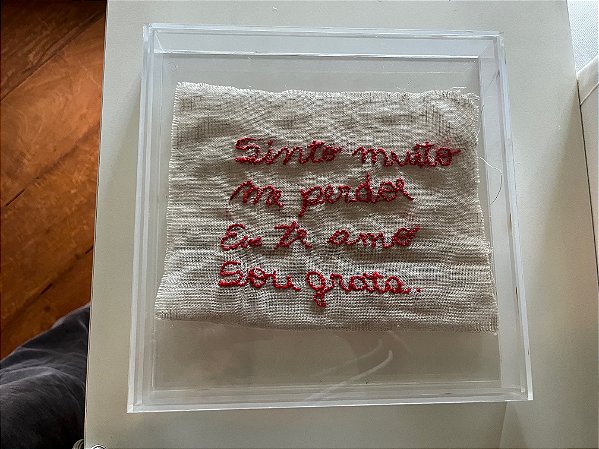 Sinto muito
Me perdoe
Eu te amo
Sou grata.